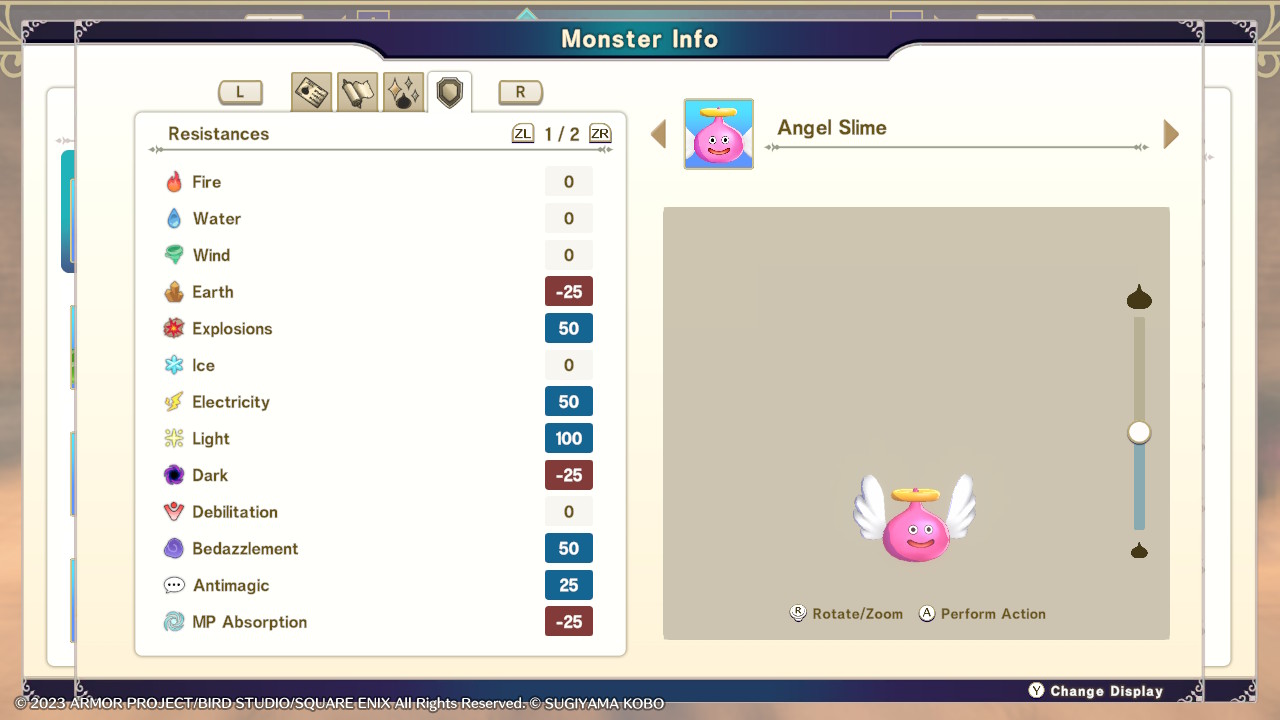 Monster Info
L
R
Resistances
ZL 1 / 2 ZR
Fire 0
Water 0
Wind 0
Earth -25
Explosions 50
Ice 0
Electricity 50
Light 100
Dark -25
Debilitation 0
Bedazzlement 50
Antimagic 25
MP Absorption -25
Angel Slime
R Rotate/Zoom A Perform Action
Y Change Display
© 2023 ARMOR PROJECT/BIRD STUDIO/SQUARE ENIX All Rights Reserved. © SUGIYAMA KOBO